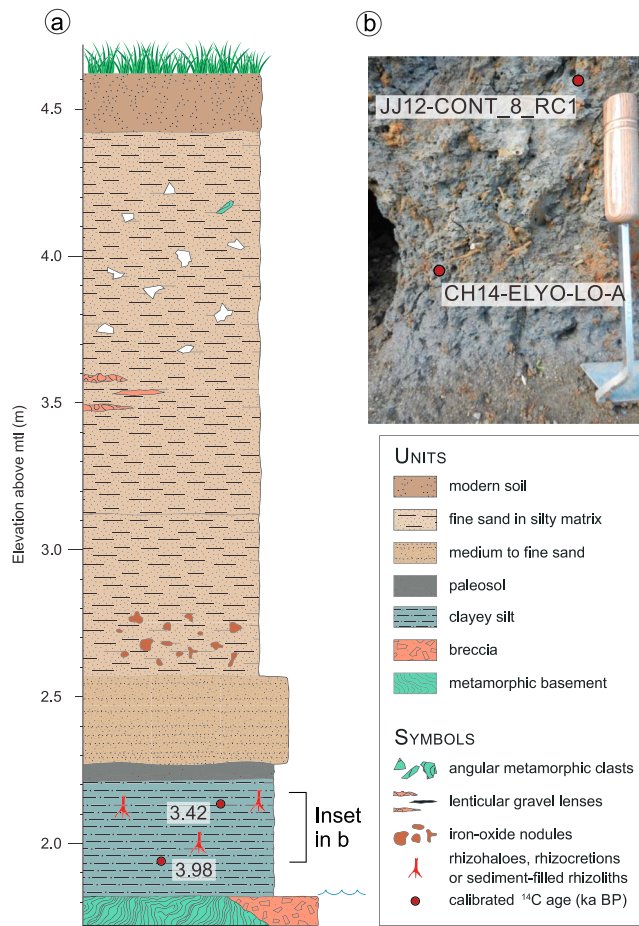 a
b
Elevation above mtl (m)
4.5
4.0
3.5
3.0
2.5
2.0
3.42
3.98
Inset
in b
JJ12-CONT_8_RC1
CH14-ELYO-LO-A
UNITS
modern soil
fine sand in silty matrix
medium to fine sand
paleosol
clayey silt
breccia
metamorphic basement
SYMBOLS
angular metamorphic clasts
lenticular gravel lenses
iron-oxide nodules
rhizohaloes, rhizocretions
or sediment-filled rhizoliths
calibrated ¹⁴C age (ka BP)